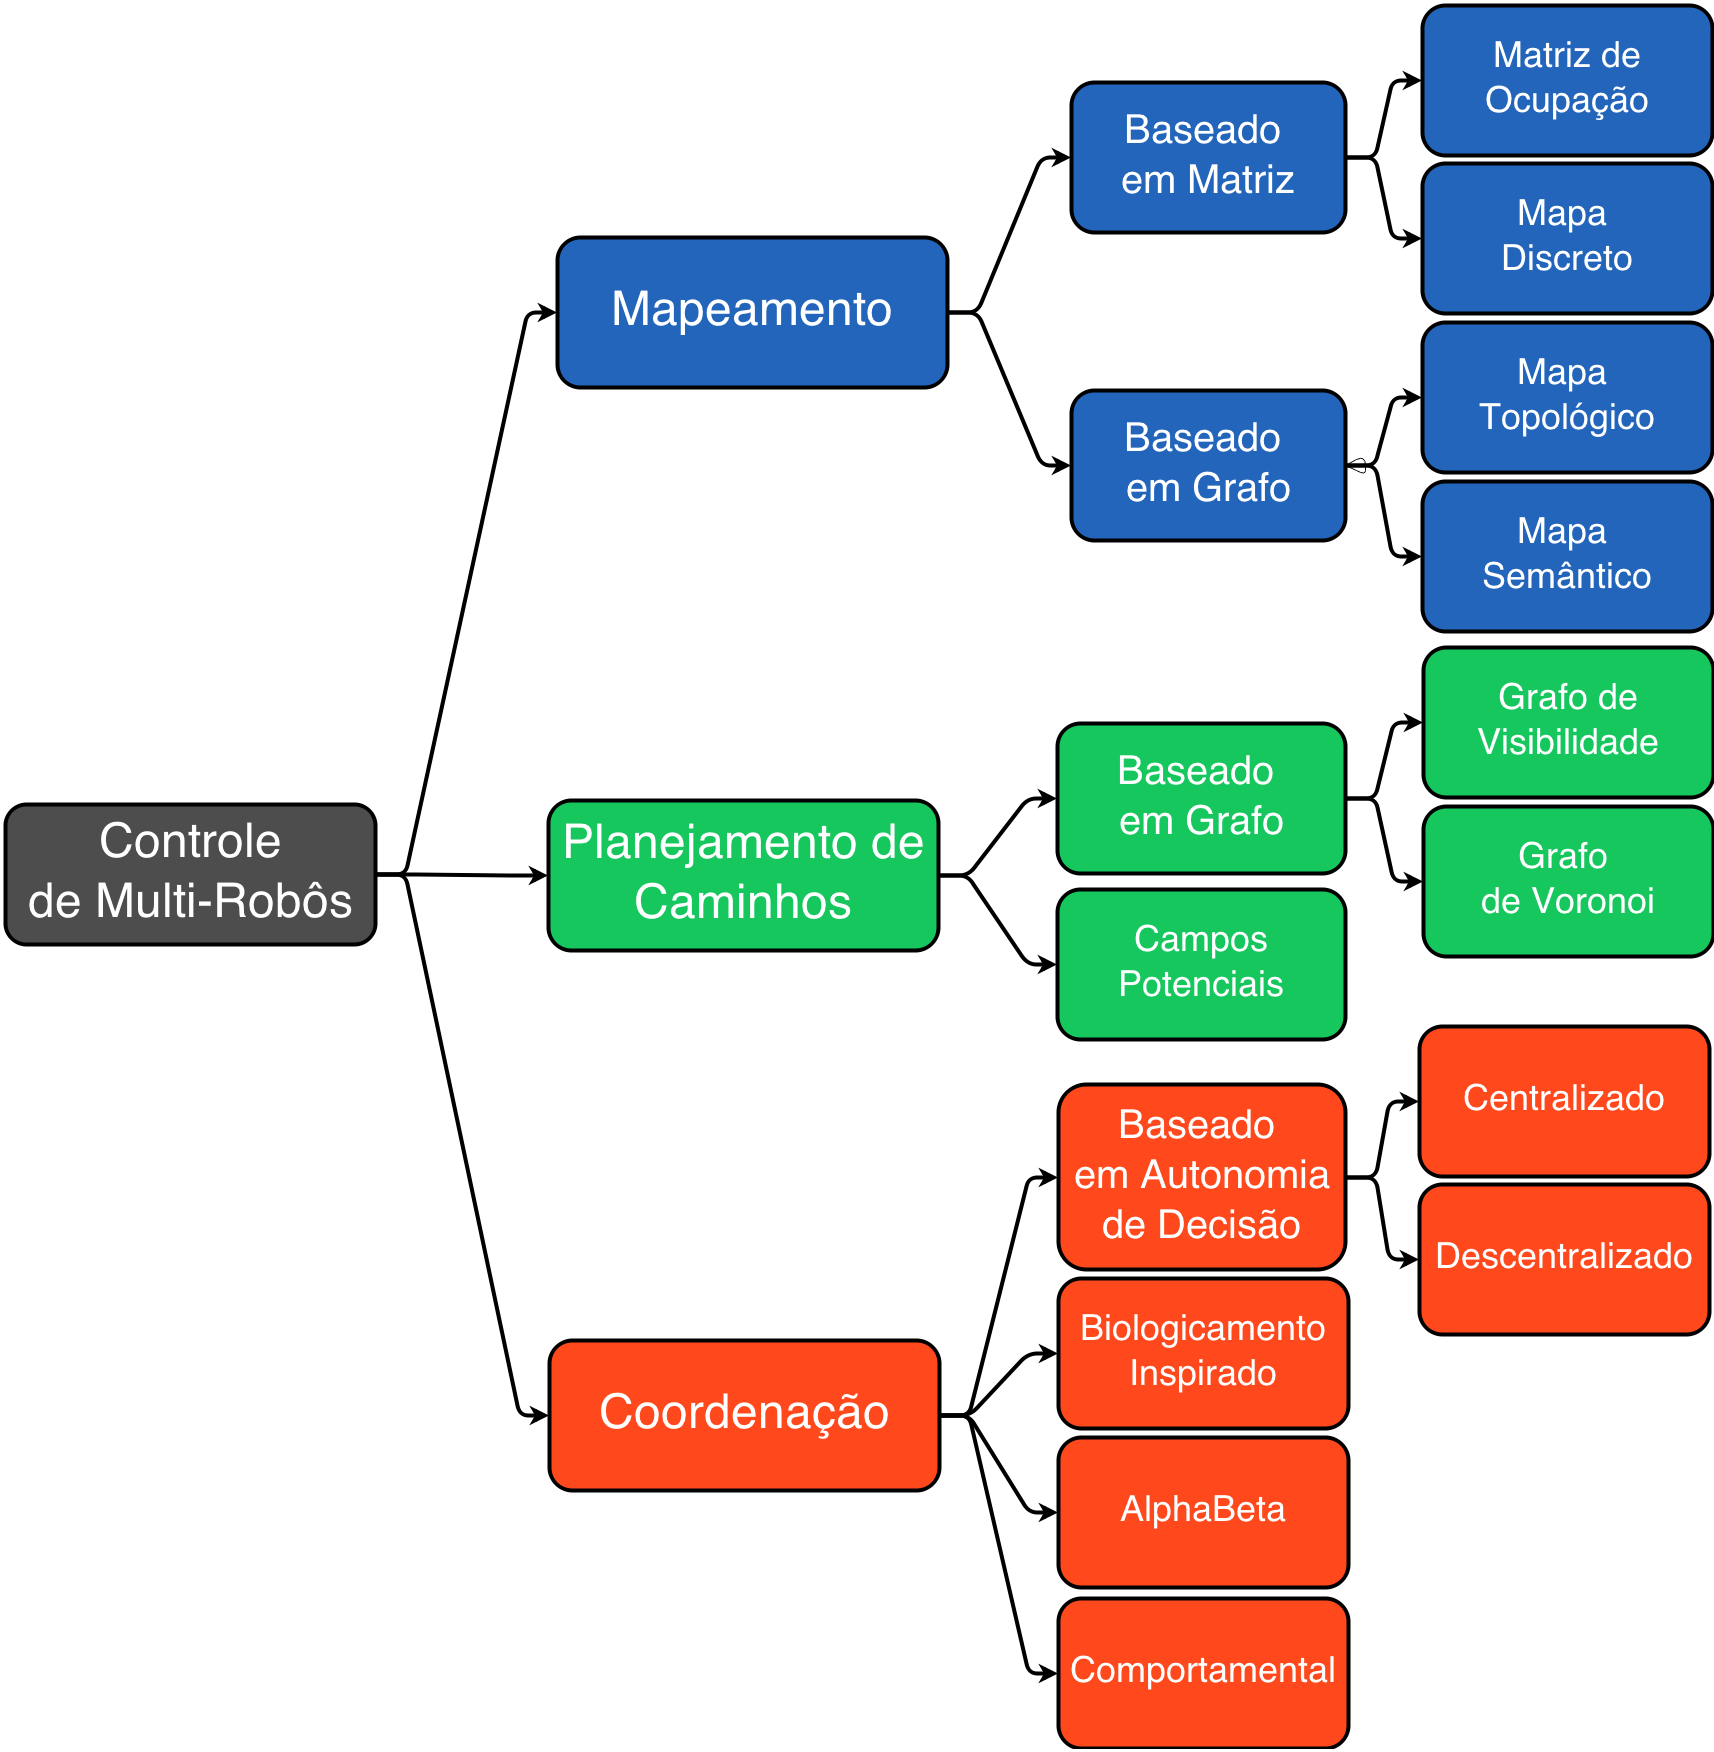 Controle
de Multi-Robôs
Mapeamento
Baseado
em Matriz
Matriz de
Ocupação
Mapa
Discreto
Baseado
em Grafo
Mapa
Topológico
Mapa
Semântico
Planejamento de
Caminhos
Baseado
em Grafo
Grafo de
Visibilidade
Grafo
de Voronoi
Campos
Potenciais
Coordenação
Baseado
em Autonomia
de Decisão
Centralizado
Descentralizado
Biologicamento
Inspirado
AlphaBeta
Comportamental